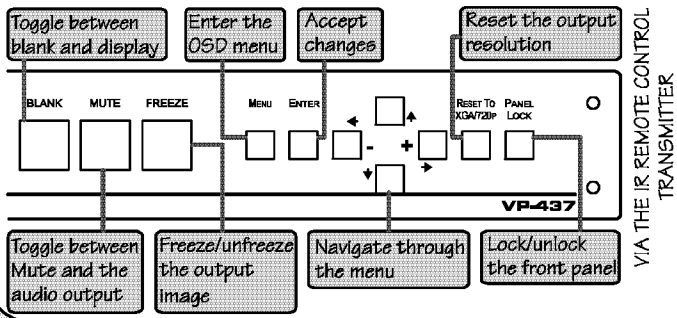 Toggle between
blank and display
Enter the
OSD menu
Accept
changes
Reset the output
resolution
BLANK
MUTE
FREEZE
MENU
ENTER
- +
RESET TO
XGA/720P
PANEL
LOCK
VP-437
Toggle between
Mute and the
audio output
Freeze/unfreeze
the output
image
Navigate through
the menu
Lock/unlock
the front panel
VIA THE IR REMOTE CONTROL
TRANSMITTER